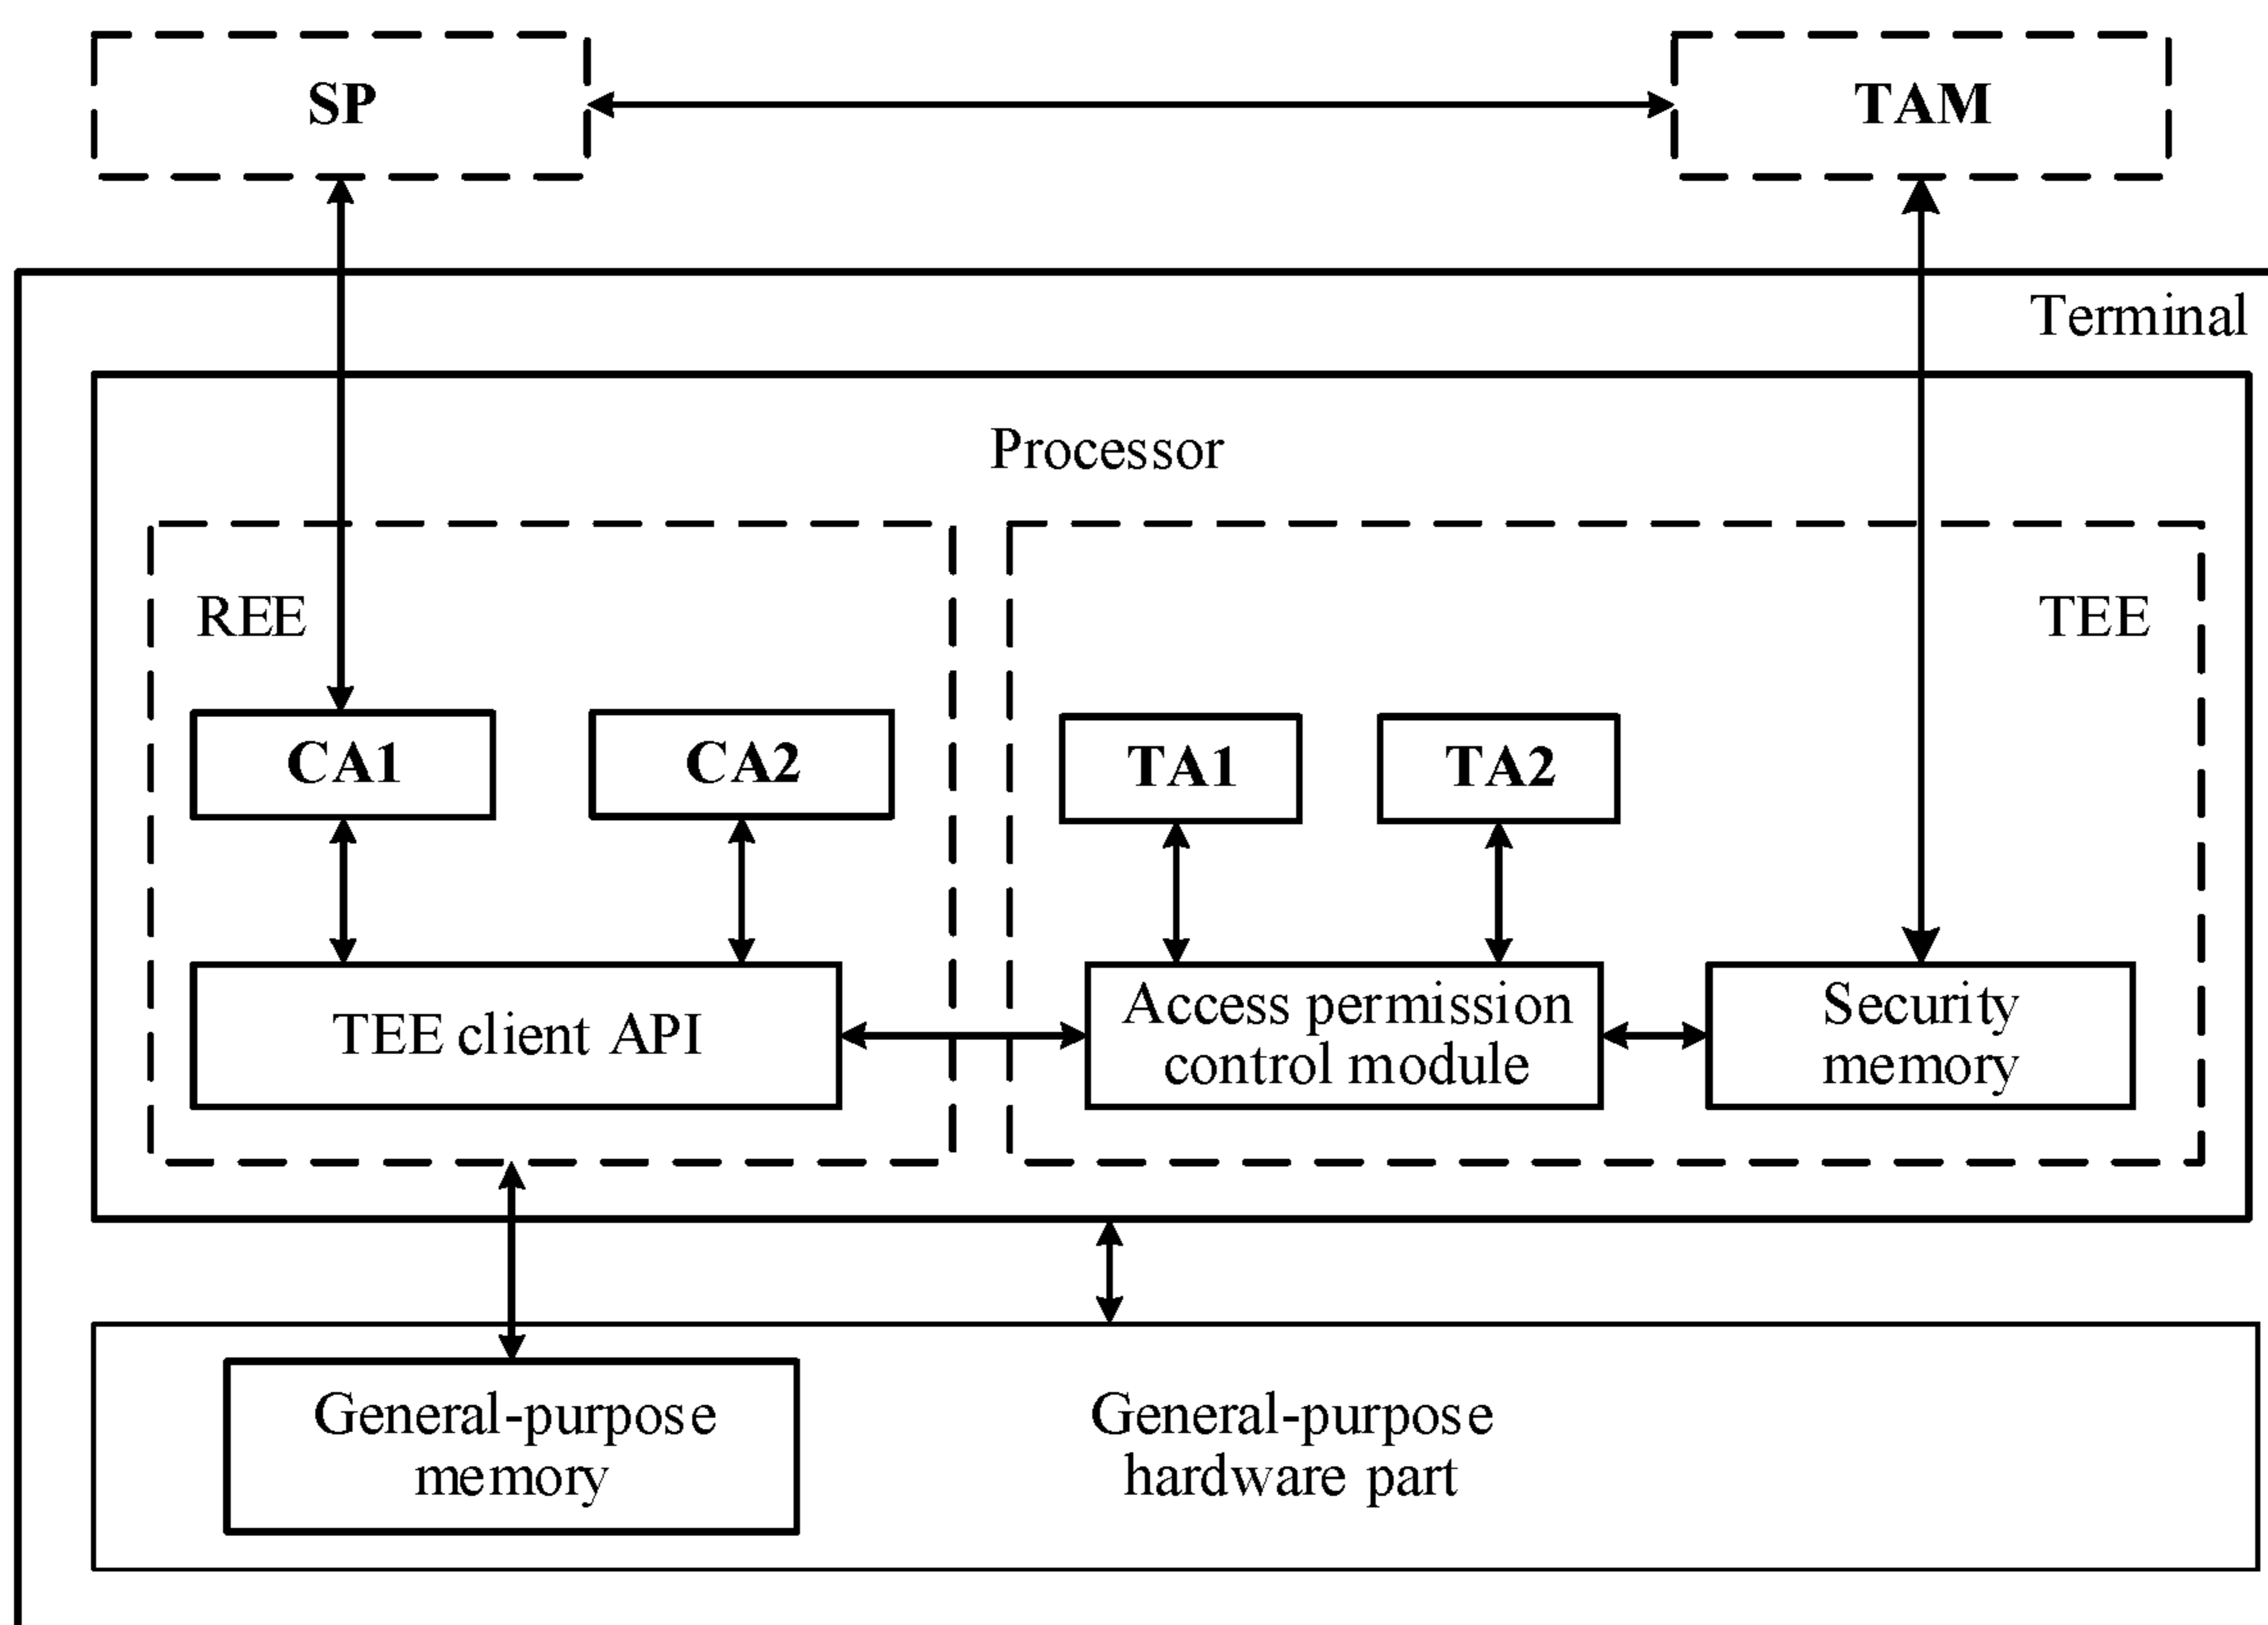 SP
TAM
Terminal
Processor
REE
TEE
CA1
CA2
TA1
TA2
TEE client API
Access permission
control module
Security
memory
General-purpose
memory
General-purpose
hardware part